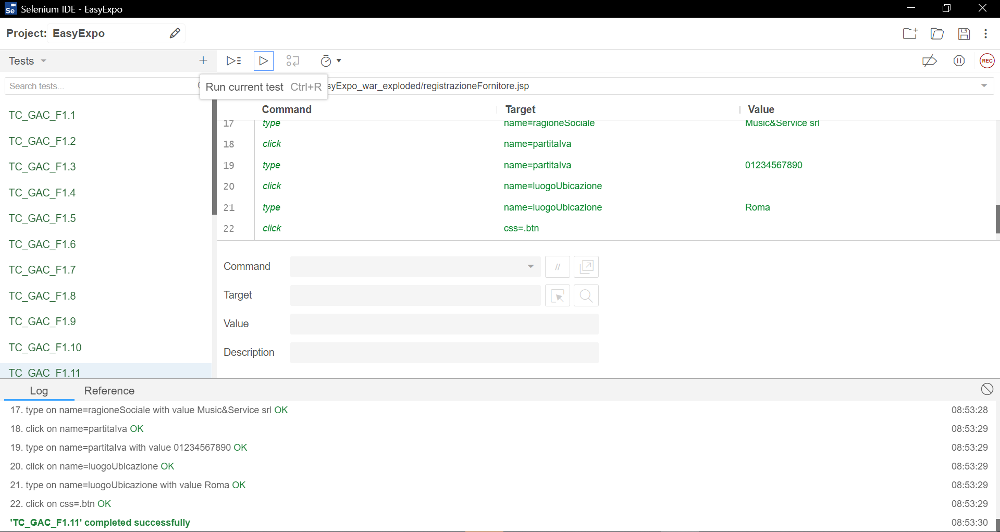 Selenium IDE - EasyExpo
Project: EasyExpo
Tests
Search tests...
Run current test Ctrl+R
syExpo_war_exploded/registrazioneFornitore.jsp
REC
Command Target Value
17 type name=ragioneSociale Music&Service srl
18 click name=partitaIva
19 type name=partitaIva 01234567890
20 click name=luogoUbicazione
21 type name=luogoUbicazione Roma
22 click css=.btn
TC_GAC_F1.1
TC_GAC_F1.2
TC_GAC_F1.3
TC_GAC_F1.4
TC_GAC_F1.5
TC_GAC_F1.6
TC_GAC_F1.7
TC_GAC_F1.8
TC_GAC_F1.9
TC_GAC_F1.10
TC_GAC_F1.11
Command //
Target
Value
Description
Log Reference
17. type on name=ragioneSociale with value Music&Service srl OK 08:53:28
18. click on name=partitaIva OK 08:53:29
19. type on name=partitaIva with value 01234567890 OK 08:53:29
20. click on name=luogoUbicazione OK 08:53:29
21. type on name=luogoUbicazione with value Roma OK 08:53:29
22. click on css=.btn OK 08:53:29
'TC_GAC_F1.11' completed successfully 08:53:30